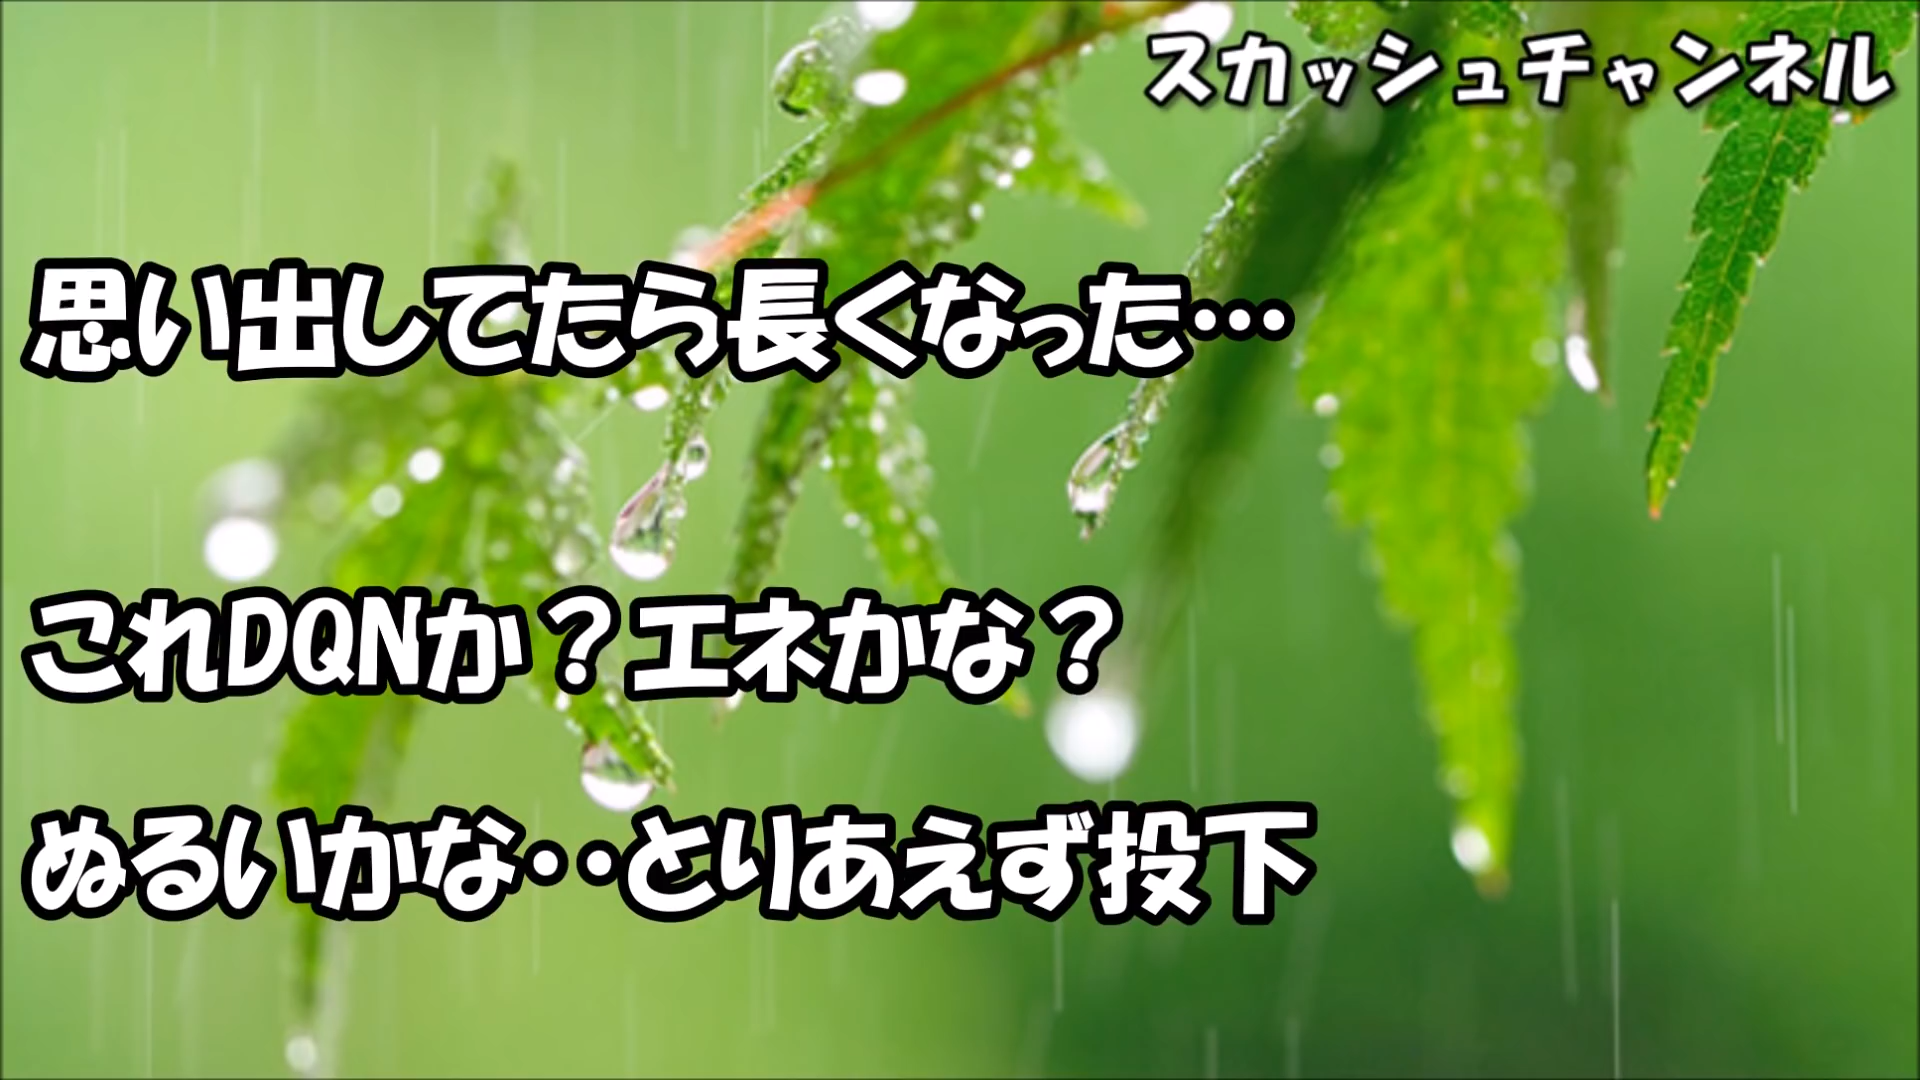 スカッシュチャンネル
思い出してたら長くなった…
これDQNか？エネかな？
ぬるいかな‥とりあえず投下